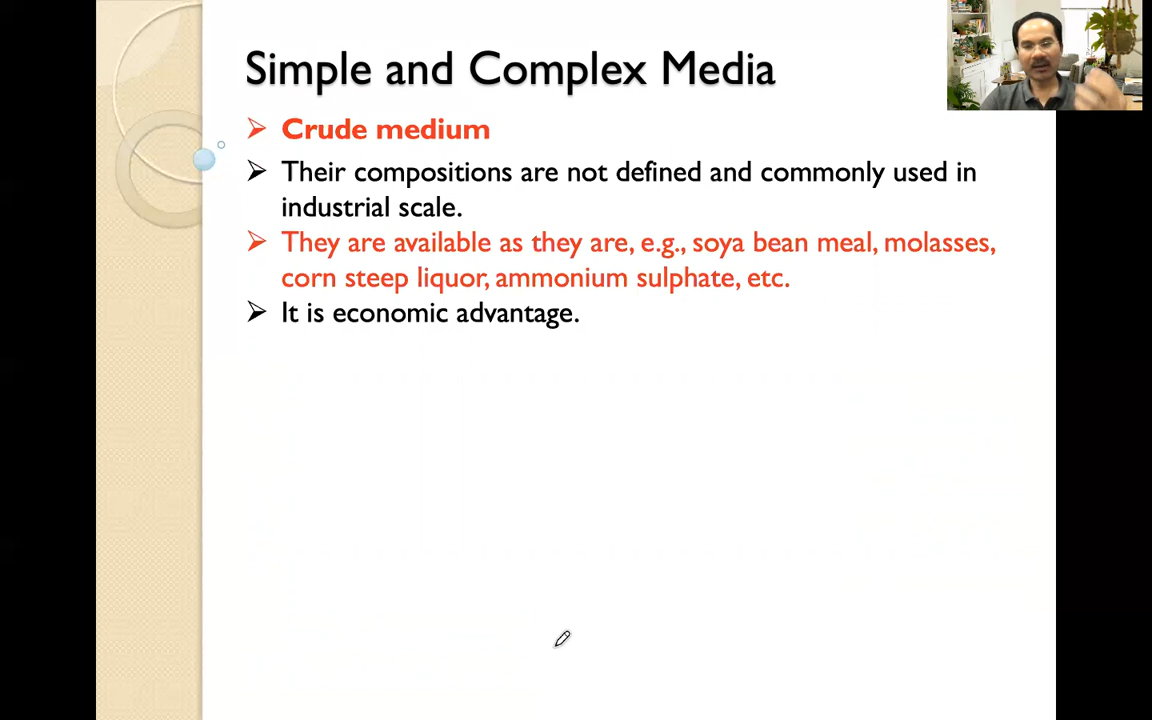 Simple and Complex Media
Crude medium
Their compositions are not defined and commonly used in
industrial scale.
They are available as they are, e.g., soya bean meal, molasses,
corn steep liquor, ammonium sulphate, etc.
It is economic advantage.